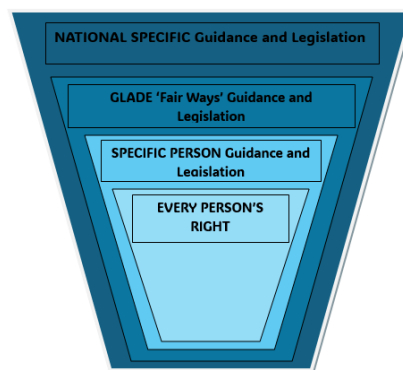 NATIONAL SPECIFIC Guidance and Legislation
GLADE ‘Fair Ways’ Guidance and
Legislation
SPECIFIC PERSON Guidance and
Legislation
EVERY PERSON’S
RIGHT